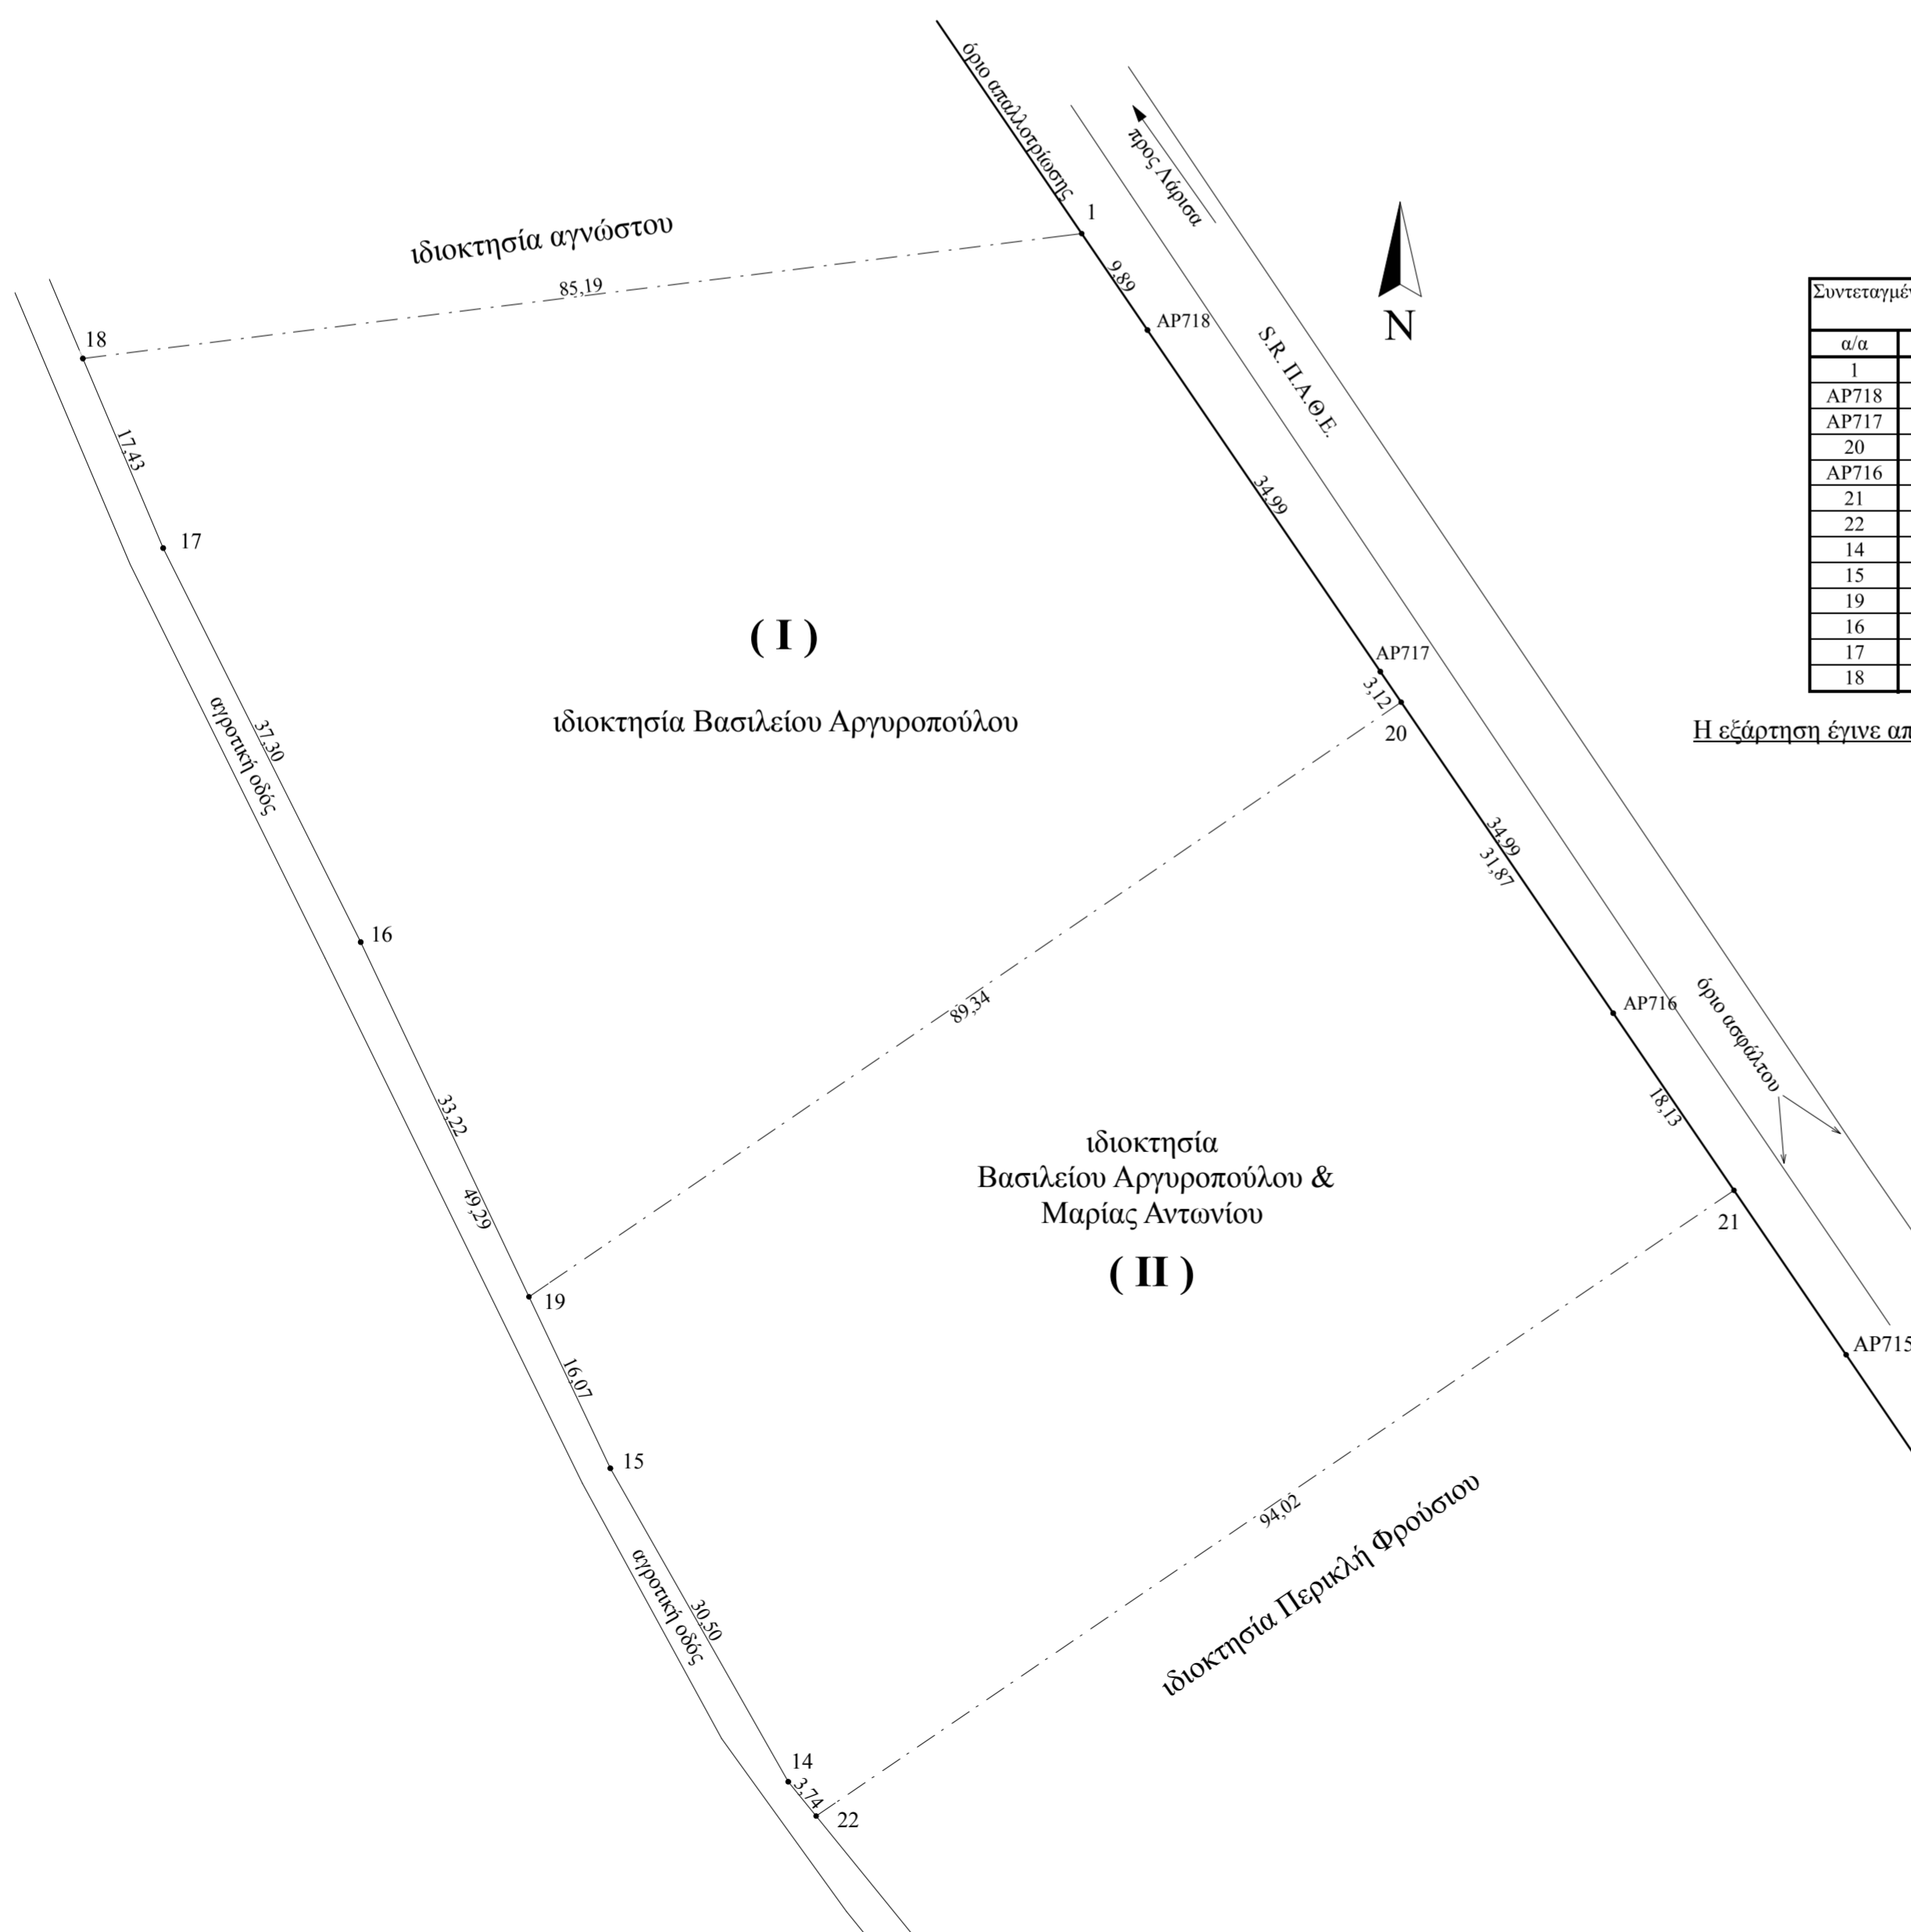 όριο απαλλοτρίωσης
προς Λάρισα
1
ιδιοκτησία αγνώστου
85,19
9,89
AP718
S.R. Π.Α.Θ.Ε.
N
18
17,43
17
34,99
Συντεταγμέν
α/α
1
AP718
AP717
20
AP716
21
22
14
15
19
16
17
18
Η εξάρτηση έγινε απ
( I )
ιδιοκτησία Βασιλείου Αργυροπούλου
AP717
3,12
20
αγροτική οδός
37,30
34,99
31,87
16
89,34
AP716
όριο ασφάλτου
33,22
49,29
18,13
ιδιοκτησία
Βασιλείου Αργυροπούλου &
Μαρίας Αντωνίου
( II )
21
19
AP715
16,07
15
94,02
ιδιοκτησία Περικλή Φρούσιου
αγροτική οδός
30,50
14
3,74
22